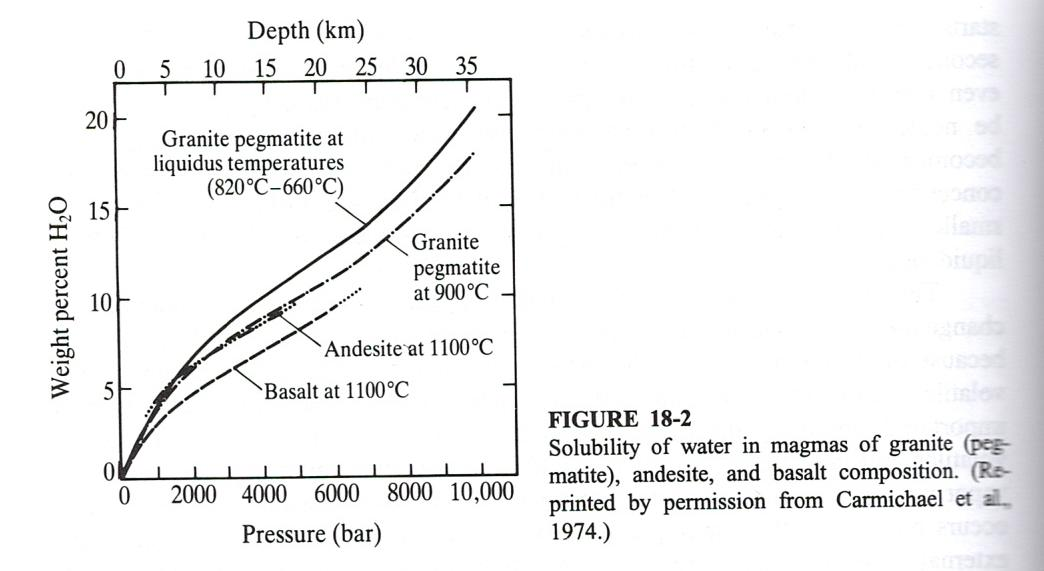 Depth (km)
0 5 10 15 20 25 30 35
20
15
10
5
0
Weight percent H₂O
Granite pegmatite at
liquidus temperatures
(820°C–660°C)
Granite
pegmatite
at 900°C
Andesite at 1100°C
Basalt at 1100°C
0 2000 4000 6000 8000 10,000
Pressure (bar)
FIGURE 18-2
Solubility of water in magmas of granite (peg-
matite), andesite, and basalt composition. (Re-
printed by permission from Carmichael et al.,
1974.)